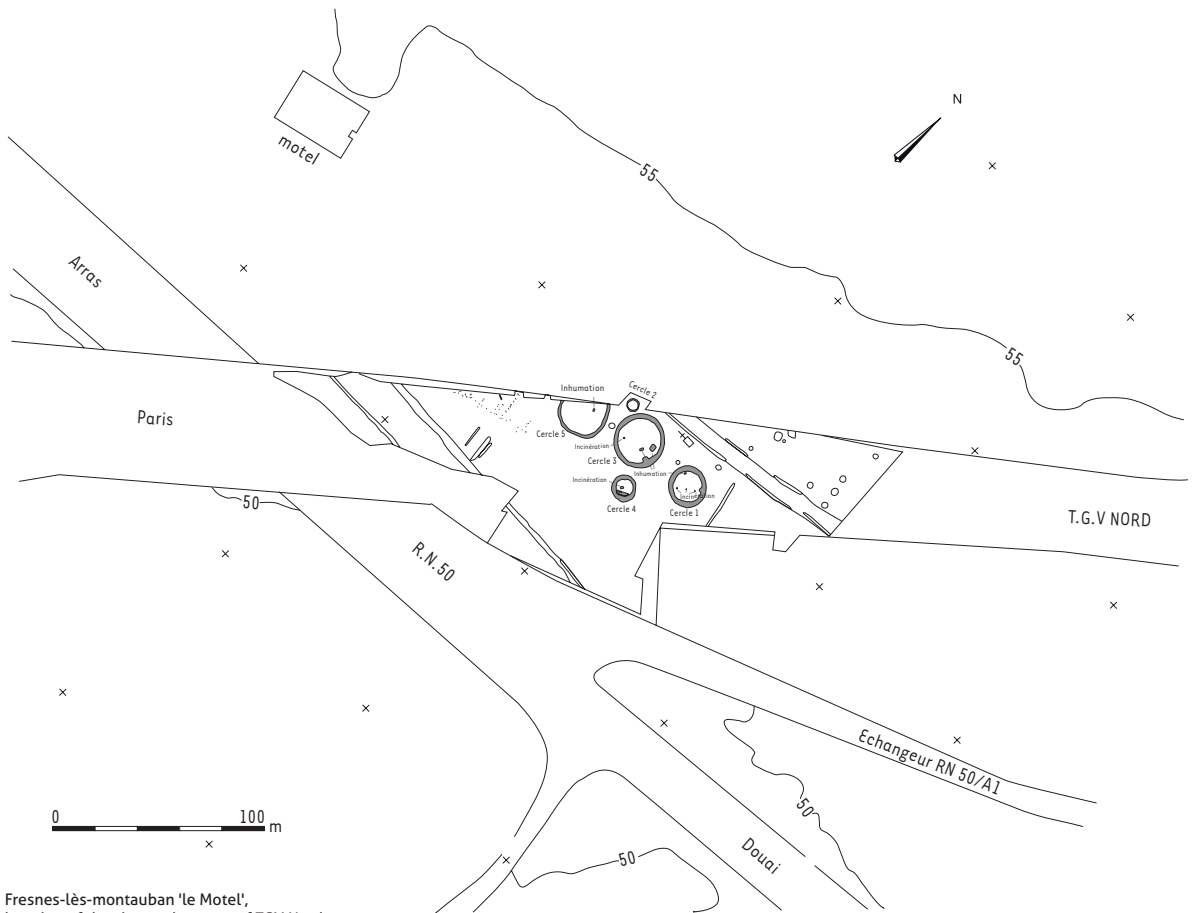 N
motel
55
Arras
55
Inhumation
Cercle 2
Paris
Cercle 5
Incinération
Cercle 3
Inhumation
Incinération
Incinération
Cercle 4
Cercle 1
T.G.V NORD
50
R.N.50
Echangeur RN 50/A1
50
0 100 m
Douai
50
Fresnes-lès-montauban 'le Motel',